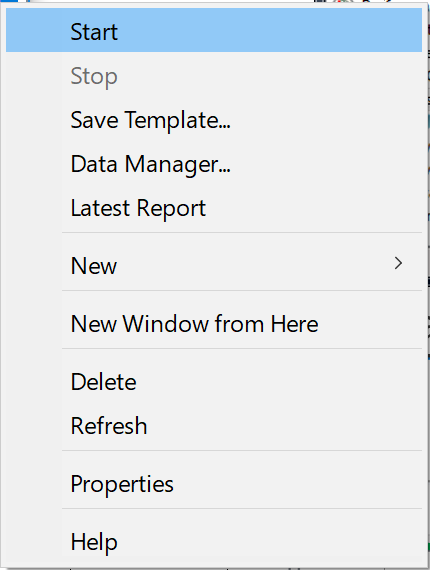 Start
Stop
Save Template...
Data Manager...
Latest Report
New
New Window from Here
Delete
Refresh
Properties
Help